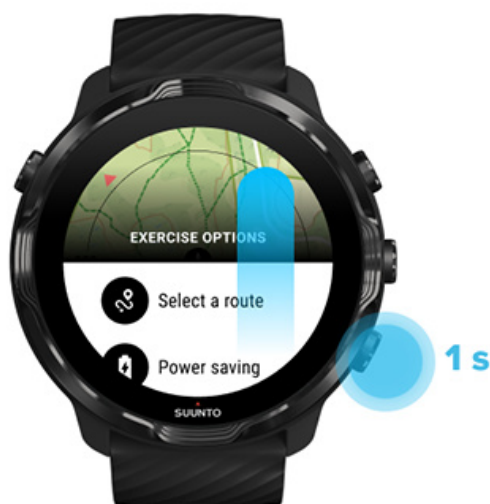 EXERCISE OPTIONS
Select a route
1 s
Power saving
SUUNTO